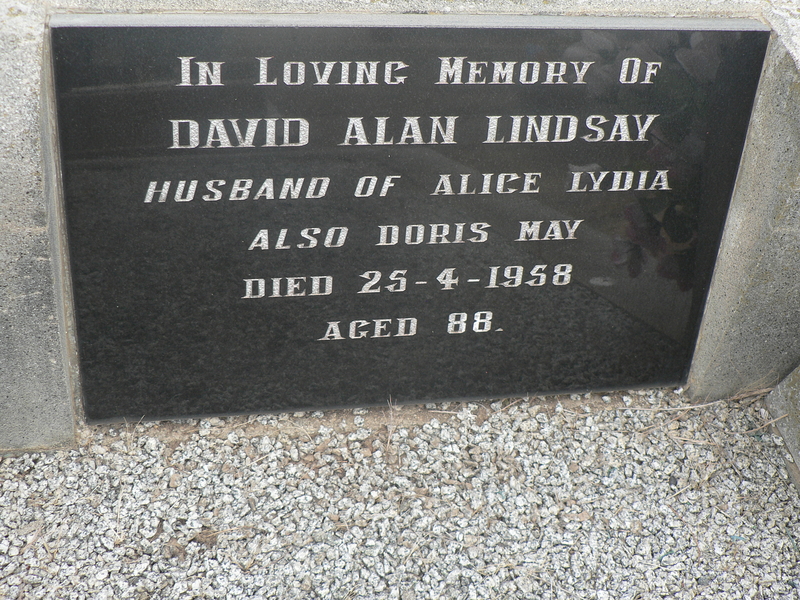 IN LOVING MEMORY OF
DAVID ALAN LINDSAY
HUSBAND OF ALICE LYDIA
ALSO DORIS MAY
DIED 25-4-1958
AGED 88.